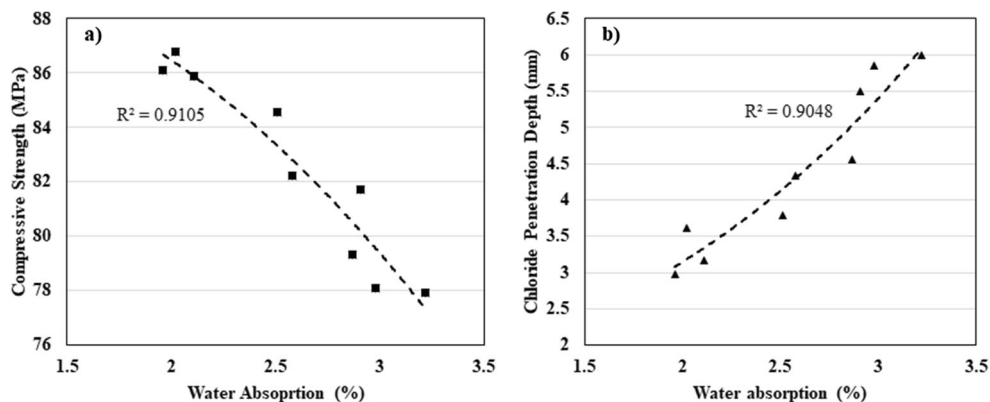 a)
R² = 0.9105
Compressive Strength (MPa)
88
86
84
82
80
78
76
1.5 2 2.5 3 3.5
Water Absoprtion (%)
b)
R² = 0.9048
Chloride Penetration Depth (mm)
6.5
6
5.5
5
4.5
4
3.5
3
2.5
2
1.5 2 2.5 3 3.5
Water absorption (%)